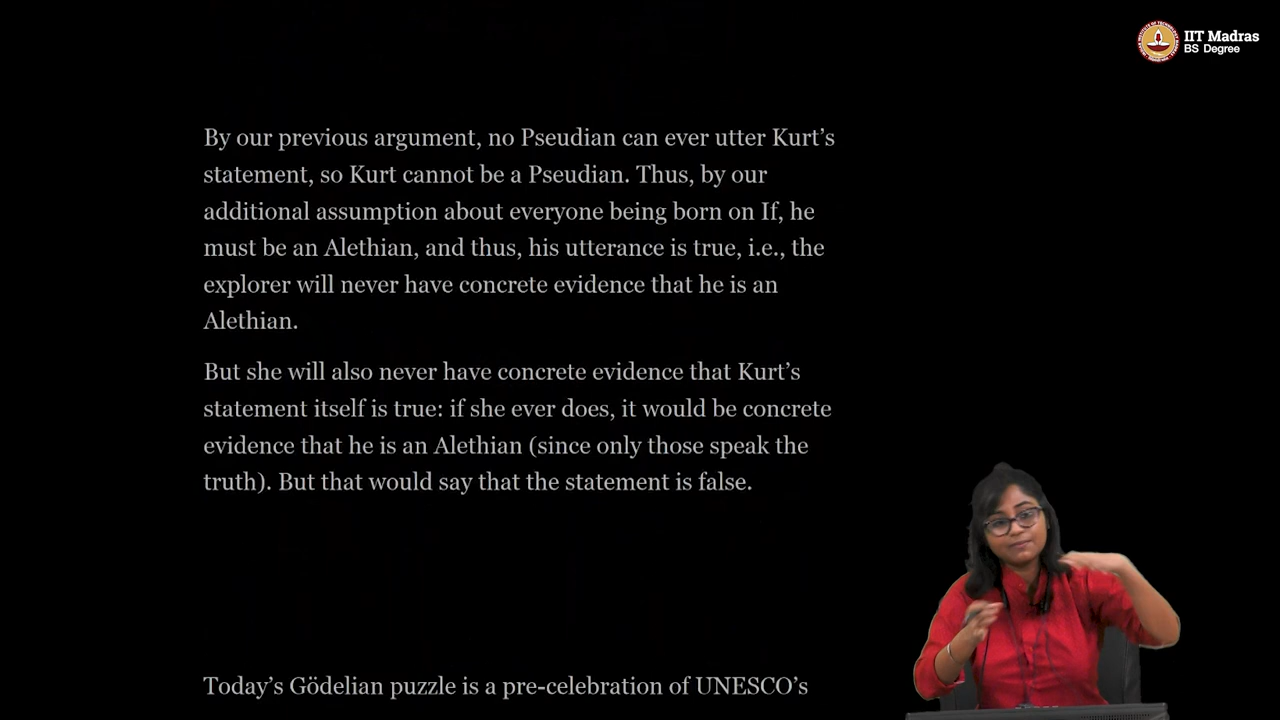 IIT Madras
BS Degree
By our previous argument, no Pseudian can ever utter Kurt’s
statement, so Kurt cannot be a Pseudian. Thus, by our
additional assumption about everyone being born on If, he
must be an Alethian, and thus, his utterance is true, i.e., the
explorer will never have concrete evidence that he is an
Alethian.
But she will also never have concrete evidence that Kurt’s
statement itself is true: if she ever does, it would be concrete
evidence that he is an Alethian (since only those speak the
truth). But that would say that the statement is false.
Today’s Gödelian puzzle is a pre-celebration of UNESCO’s